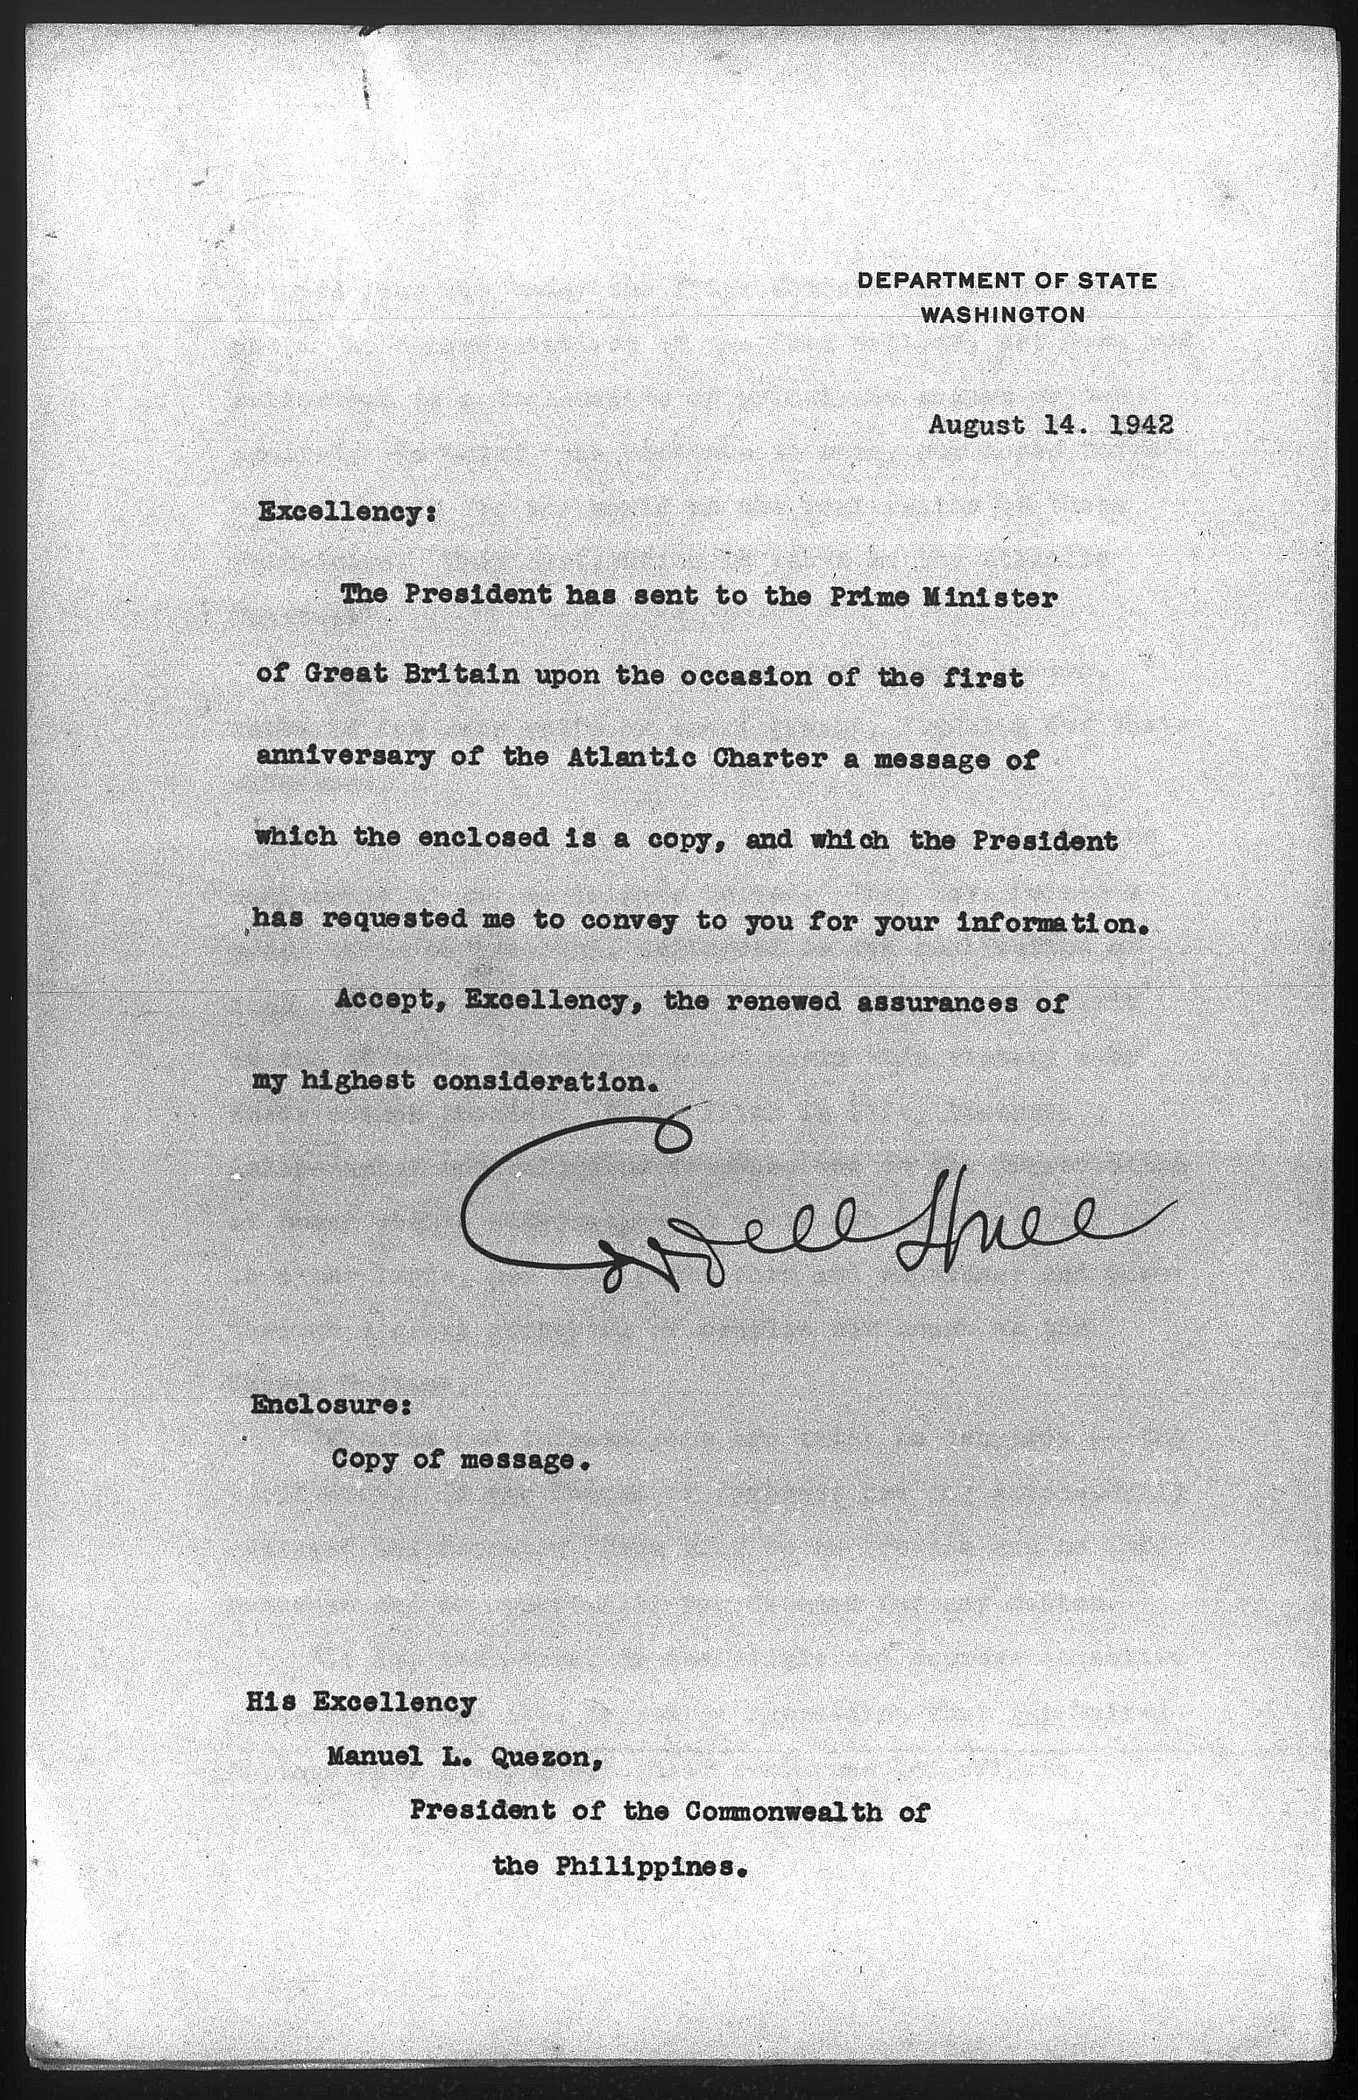 DEPARTMENT OF STATE
WASHINGTON
August 14. 1942
Excellency:
The President has sent to the Prime Minister
of Great Britain upon the occasion of the first
anniversary of the Atlantic Charter a message of
which the enclosed is a copy, and which the President
has requested me to convey to you for your information.
Accept, Excellency, the renewed assurances of
my highest consideration.
Cordell Hull
Enclosure:
Copy of message.
His Excellency
Manuel L. Quezon,
President of the Commonwealth of
the Philippines.